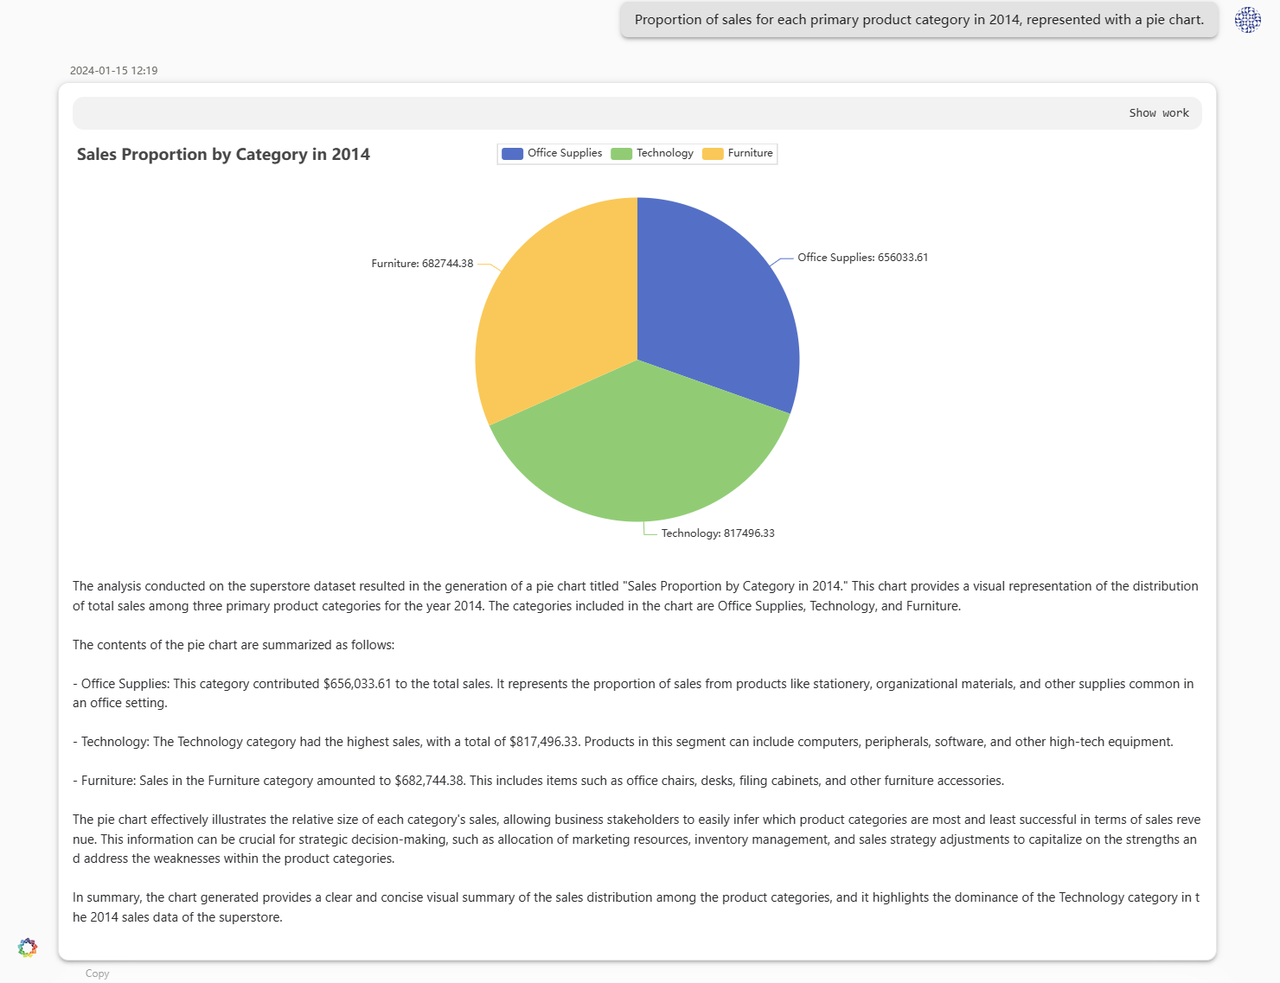 Proportion of sales for each primary product category in 2014, represented with a pie chart.
2024-01-15 12:19
Show work
Sales Proportion by Category in 2014
Office Supplies Technology Furniture
Furniture: 682744.38
Office Supplies: 656033.61
Technology: 817496.33
The analysis conducted on the superstore dataset resulted in the generation of a pie chart titled "Sales Proportion by Category in 2014." This chart provides a visual representation of the distribution
of total sales among three primary product categories for the year 2014. The categories included in the chart are Office Supplies, Technology, and Furniture.
The contents of the pie chart are summarized as follows:
- Office Supplies: This category contributed $656,033.61 to the total sales. It represents the proportion of sales from products like stationery, organizational materials, and other supplies common in
an office setting.
- Technology: The Technology category had the highest sales, with a total of $817,496.33. Products in this segment can include computers, peripherals, software, and other high-tech equipment.
- Furniture: Sales in the Furniture category amounted to $682,744.38. This includes items such as office chairs, desks, filing cabinets, and other furniture accessories.
The pie chart effectively illustrates the relative size of each category's sales, allowing business stakeholders to easily infer which product categories are most and least successful in terms of sales reve
nue. This information can be crucial for strategic decision-making, such as allocation of marketing resources, inventory management, and sales strategy adjustments to capitalize on the strengths an
d address the weaknesses within the product categories.
In summary, the chart generated provides a clear and concise visual summary of the sales distribution among the product categories, and it highlights the dominance of the Technology category in t
he 2014 sales data of the superstore.
Copy